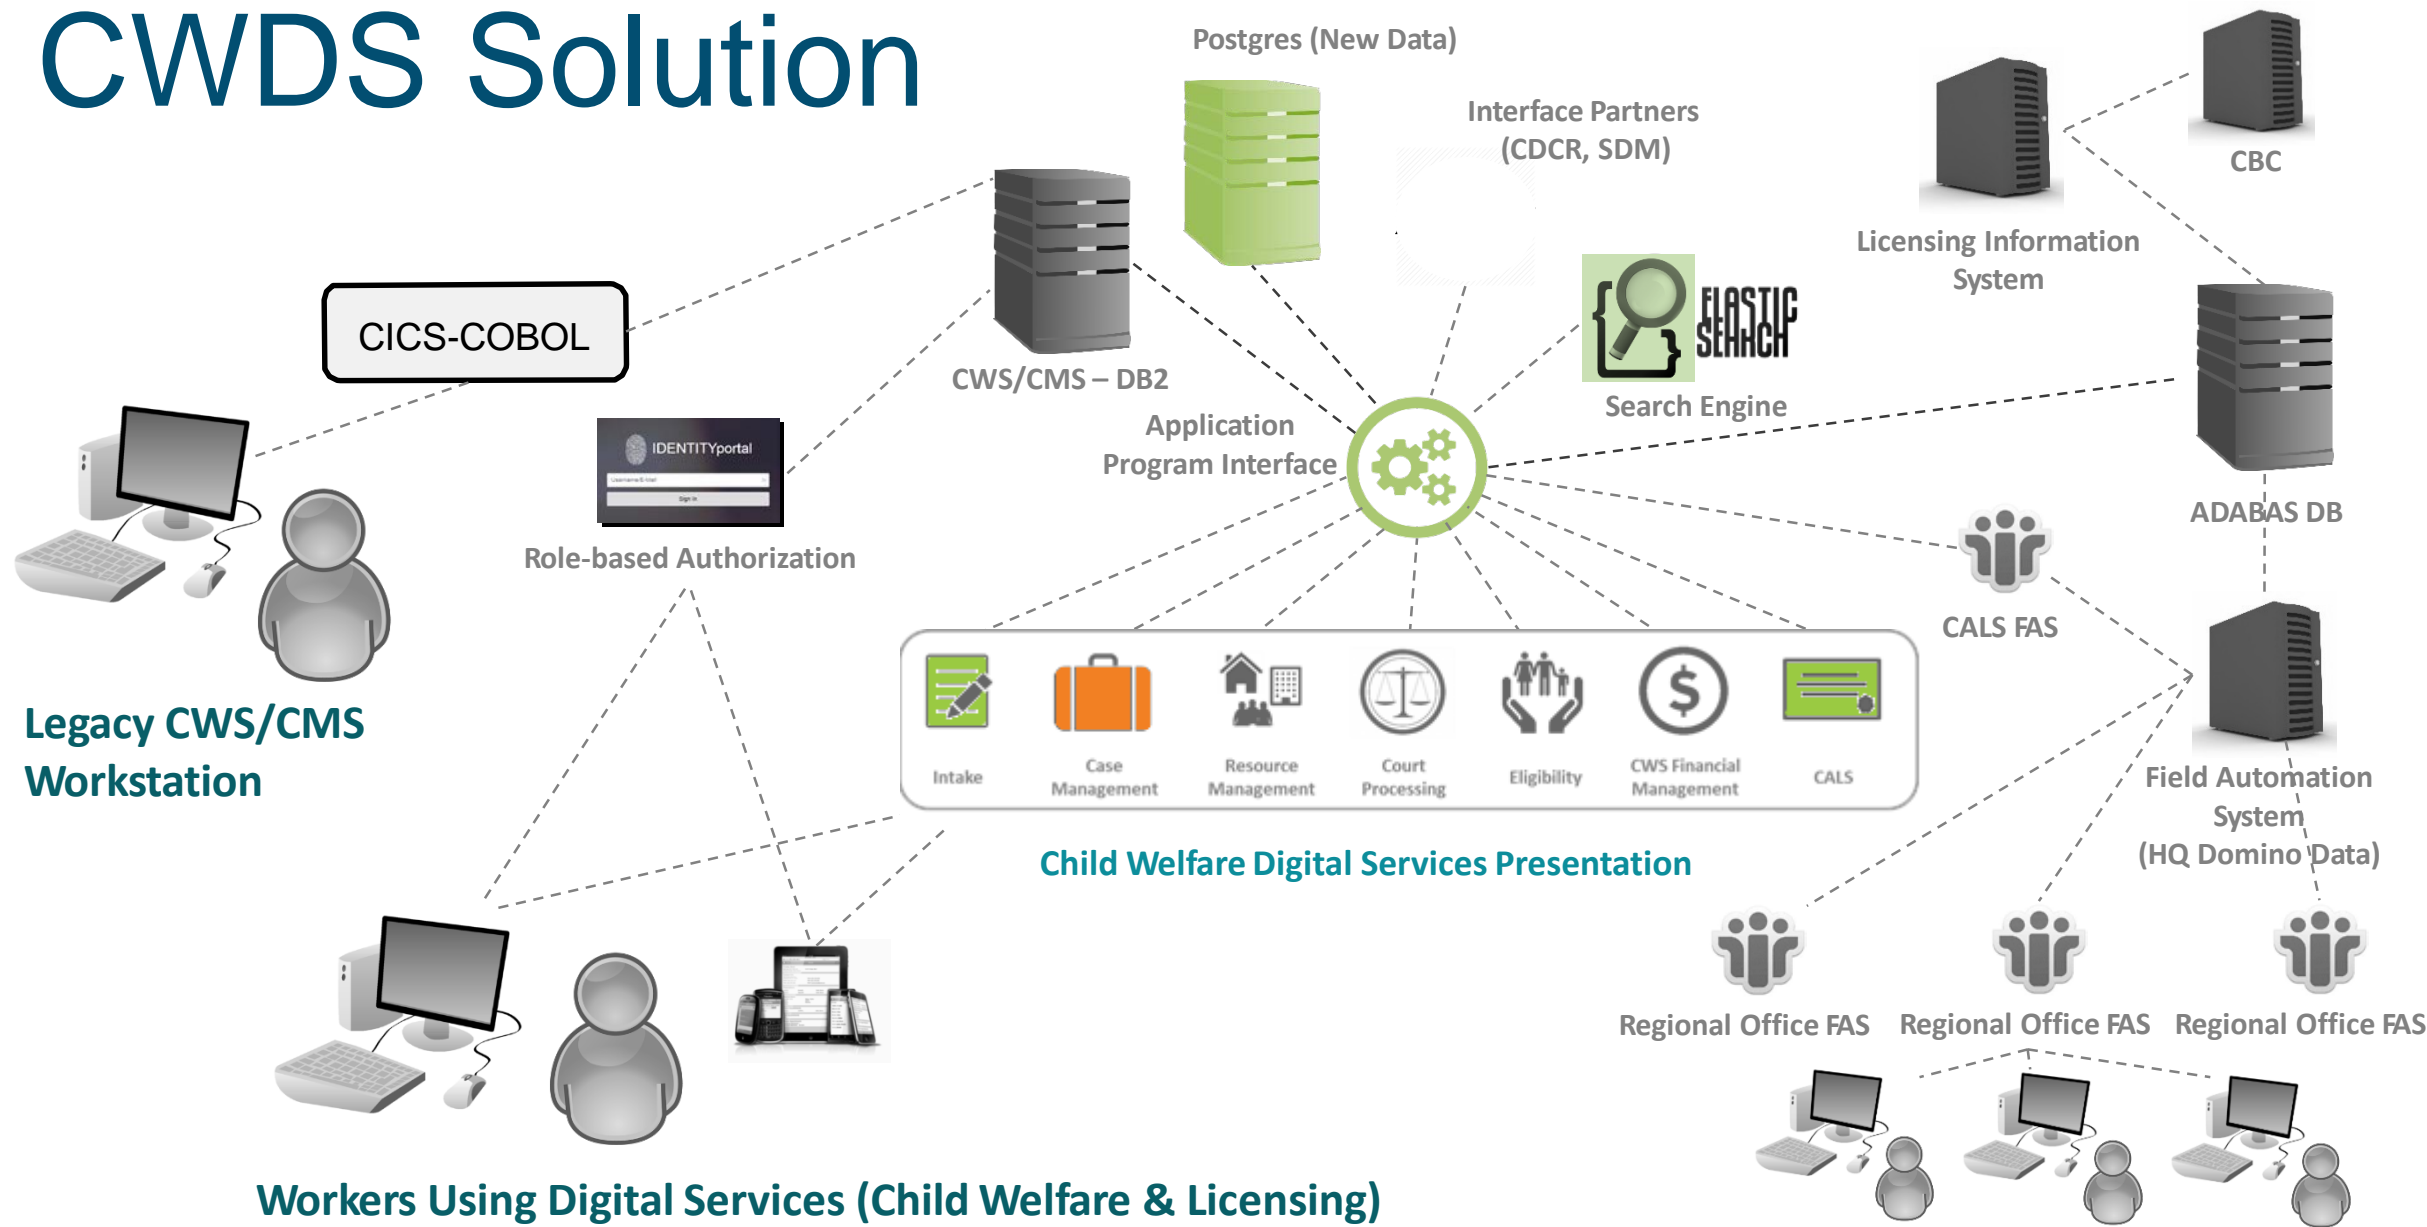 CWDS Solution
Postgres (New Data)
Interface Partners
(CDCR, SDM)
CBC
Licensing Information
System
CICS-COBOL
CWS/CMS – DB2
ELASTIC
SEARCH
Search Engine
Application
Program Interface
IDENTITYportal
Username/E-Mail
Sign In
Role-based Authorization
ADABAS DB
CALS FAS
Legacy CWS/CMS
Workstation
Intake
Case
Management
Resource
Management
Court
Processing
Eligibility
CWS Financial
Management
CALS
Child Welfare Digital Services Presentation
Field Automation
System
(HQ Domino Data)
Regional Office FAS
Regional Office FAS
Regional Office FAS
Workers Using Digital Services (Child Welfare & Licensing)